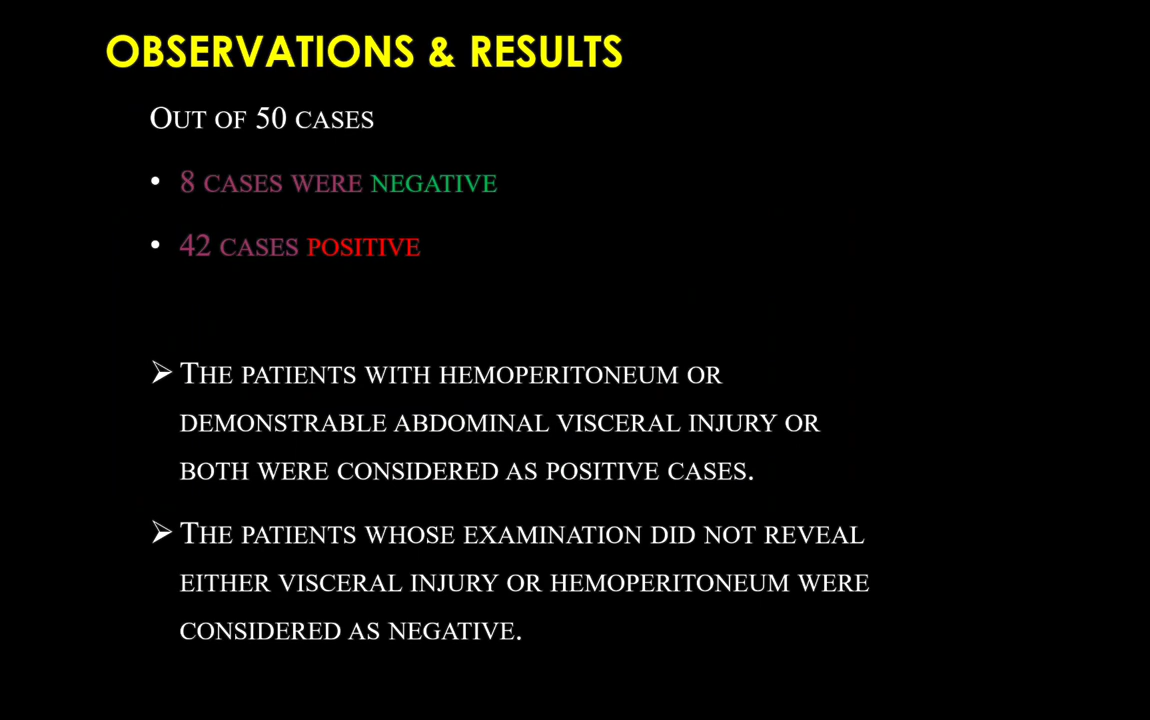 OBSERVATIONS & RESULTS
OUT OF 50 CASES
• 8 CASES WERE NEGATIVE
• 42 CASES POSITIVE
➢ THE PATIENTS WITH HEMOPERITONEUM OR
DEMONSTRABLE ABDOMINAL VISCERAL INJURY OR
BOTH WERE CONSIDERED AS POSITIVE CASES.
➢ THE PATIENTS WHOSE EXAMINATION DID NOT REVEAL
EITHER VISCERAL INJURY OR HEMOPERITONEUM WERE
CONSIDERED AS NEGATIVE.